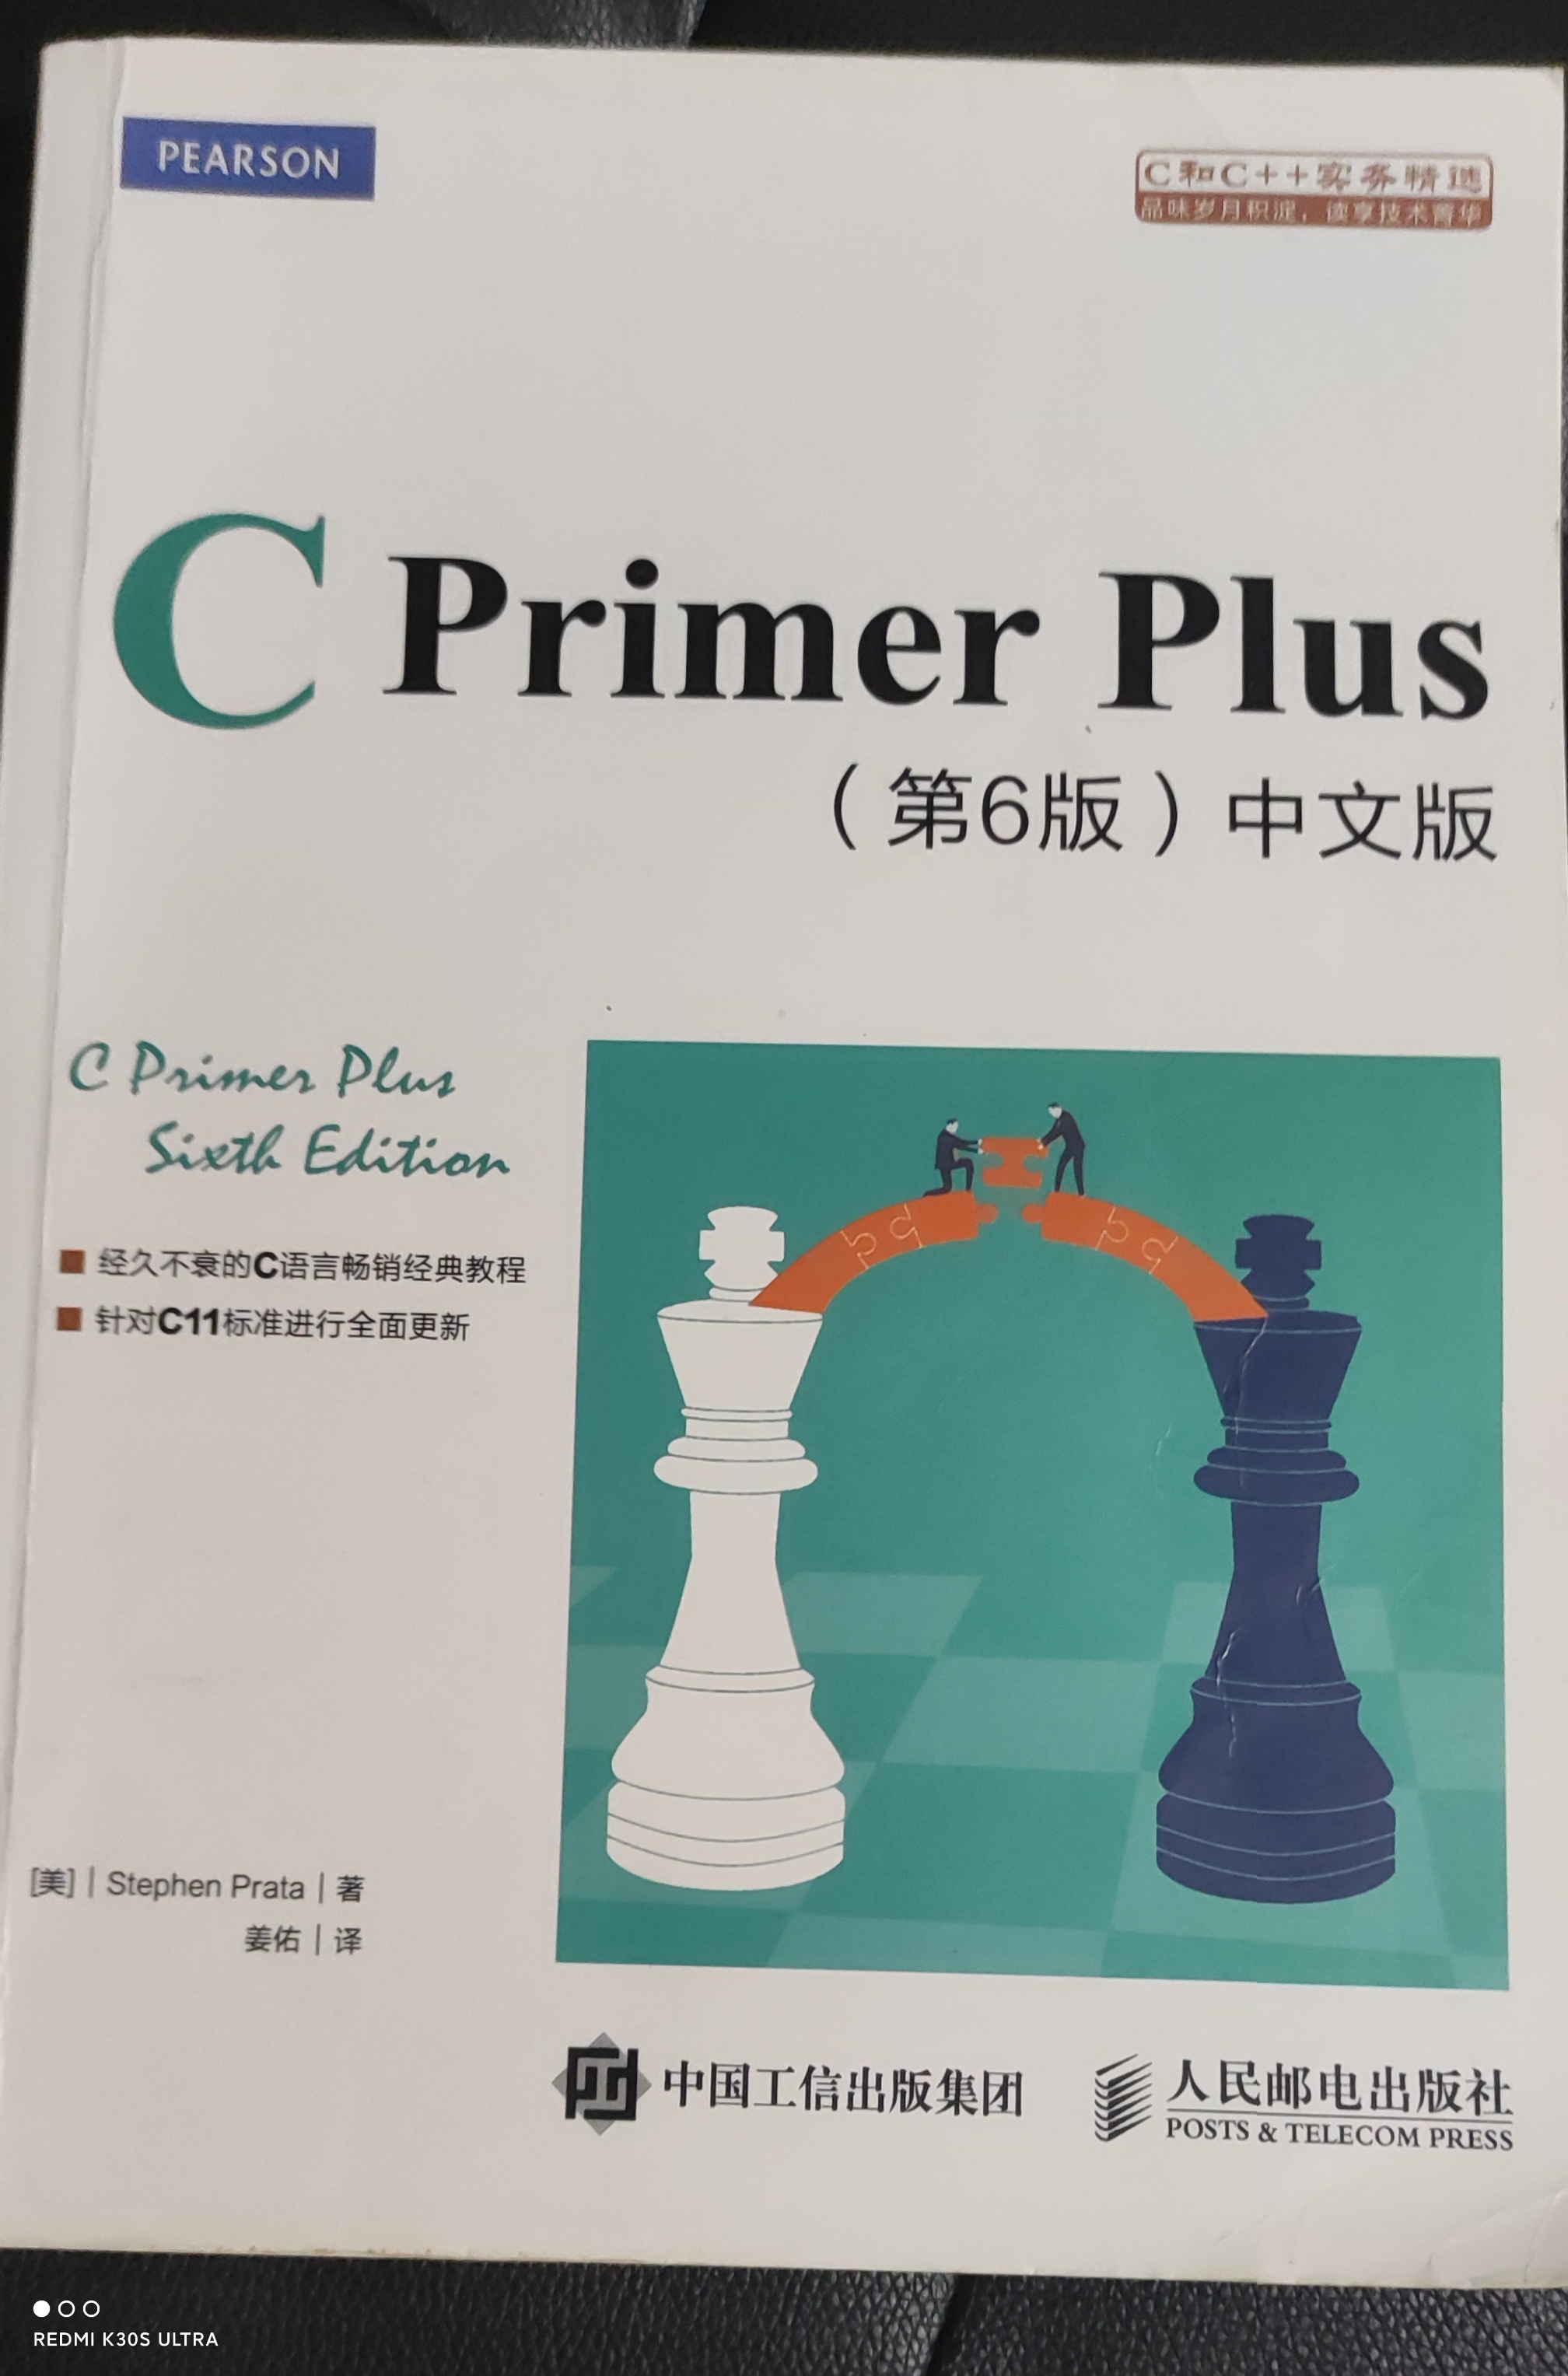 PEARSON
C和C++实务精选
品味岁月积淀，读享技术菁华
C Primer Plus
（第6版）中文版
C Primer Plus
Sixth Edition
■ 经久不衰的C语言畅销经典教程
■ 针对C11标准进行全面更新
[美]｜Stephen Prata｜著
姜佑｜译
中国工信出版集团
人民邮电出版社
POSTS & TELECOM PRESS
REDMI K30S ULTRA